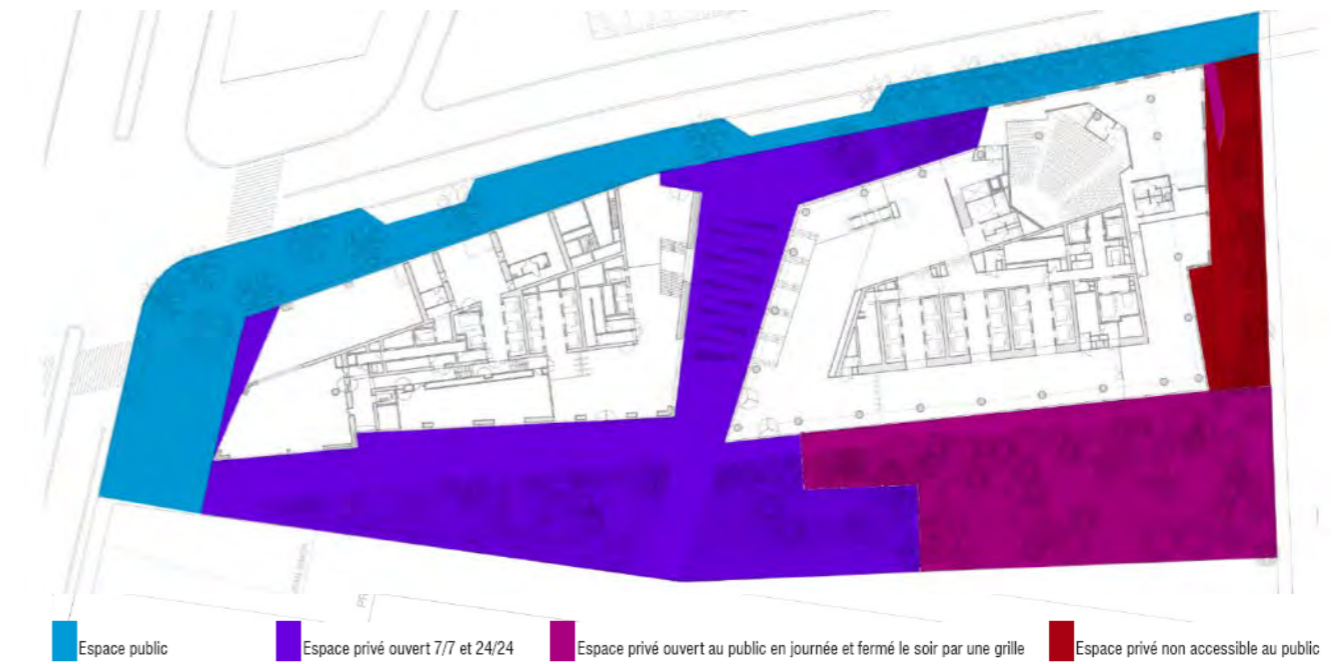 Espace public
Espace privé ouvert 7/7 et 24/24
Espace privé ouvert au public en journée et fermé le soir par une grille
Espace privé non accessible au public